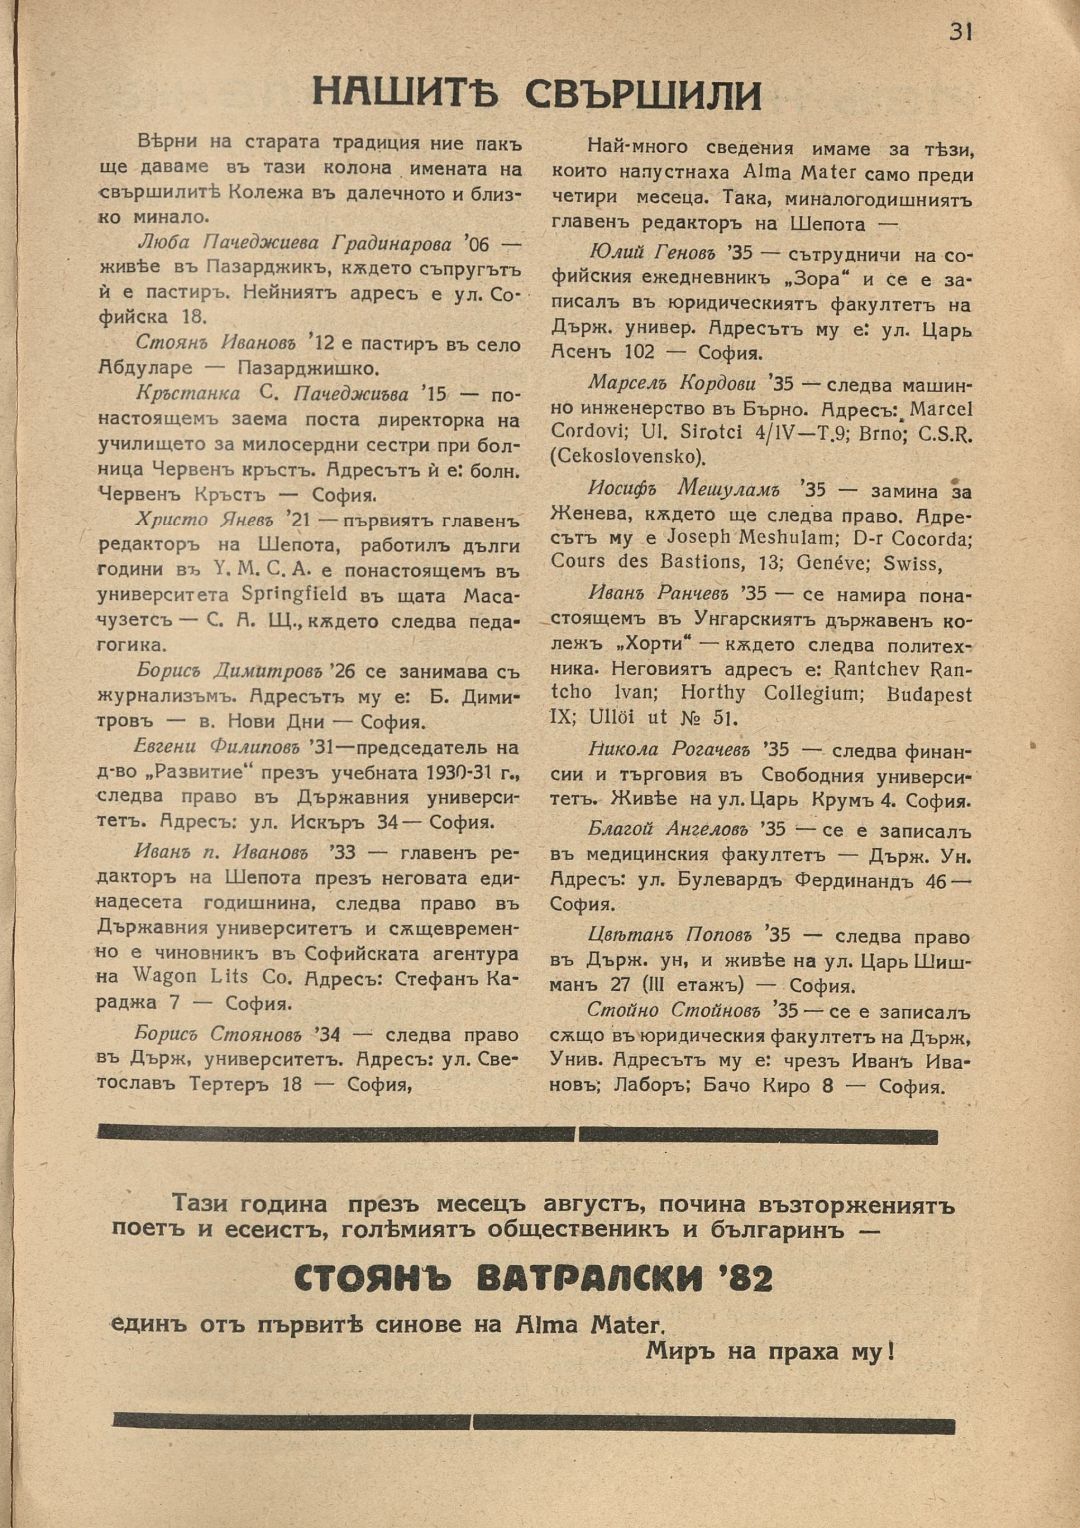 31
НАШИТѢ СВЪРШИЛИ
Вѣрни на старата традиция ние пакъ
ще даваме въ тази колона имената на
свършилитѣ Колежа въ далечното и близ-
ко минало.
Люба Пачеджиева Градинарова ’06 —
живѣе въ Пазарджикъ, кѫдето съпругътъ
ѝ е пастиръ. Нейниятъ адресъ е ул. Со-
фийска 18.
Стоянъ Ивановъ ’12 е пастиръ въ село
Абдуларе — Пазарджишко.
Кръстанка С. Пачеджиъва ’15 — по-
настоящемъ заема поста директорка на
училището за милосердни сестри при бол-
ница Червенъ кръстъ. Адресътъ ѝ е: болн.
Червенъ Кръстъ — София.
Христо Яневъ ’21 — първиятъ главенъ
редакторъ на Шепота, работилъ дълги
години въ Y. M. C. A. е понастоящемъ въ
университета Springfield въ щата Маса-
чузетсъ — С. А. Щ., кѫдето следва педа-
гогика.
Борисъ Димитровъ ’26 се занимава съ
журнализъмъ. Адресътъ му е: Б. Дими-
тровъ — в. Нови Дни — София.
Евгени Филиповъ ’31—председатель на
д-во „Развитие“ презъ учебната 1930-31 г.,
следва право въ Държавния универси-
тетъ. Адресъ: ул. Искъръ 34 — София.
Иванъ п. Ивановъ ’33 — главенъ ре-
дакторъ на Шепота презъ неговата еди-
надесета годишнина, следва право въ
Държавния университетъ и сѫщевремен-
но е чиновникъ въ Софийската агентура
на Wagon Lits Co. Адресъ: Стефанъ Ка-
раджа 7 — София.
Борисъ Стояновъ ’34 — следва право
въ Държ, университетъ. Адресъ: ул. Све-
тославъ Тертеръ 18 — София,
Най-много сведения имаме за тѣзи,
които напустнаха Alma Mater само преди
четири месеца. Така, миналогодишниятъ
главенъ редакторъ на Шепота —
Юлий Геновъ ’35 — сътрудничи на со-
фийския ежедневникъ „Зора“ и се е за-
писалъ въ юридическиятъ факултетъ на
Държ. универ. Адресътъ му е: ул. Царь
Асенъ 102 — София.
Марселъ Кордови ’35 — следва машин-
но инженерство въ Бърно. Адресъ: Marcel
Cordovi; Ul. Sirotci 4/IV—T.9; Brno; C.S.R.
(Cekoslovensko).
Иосифъ Мешуламъ ’35 — замина за
Женева, кѫдето ще следва право. Адре-
сътъ му е Joseph Meshulam; D-r Cocorda;
Cours des Bastions, 13; Genéve; Swiss,
Иванъ Ранчевъ ’35 — се намира пона-
стоящемъ въ Унгарскиятъ държавенъ ко-
лежъ „Хорти“ — кѫдето следва политех-
ника. Неговиятъ адресъ е: Rantchev Ran-
tcho Ivan; Horthy Collegium; Budapest
IX; Ullöi ut № 51.
Никола Рогачевъ ’35 — следва финан-
сии и търговия въ Свободния универси-
тетъ. Живѣе на ул. Царь Крумъ 4. София.
Благой Ангеловъ ’35 — се е записалъ
въ медицинския факултетъ — Държ. Ун.
Адресъ: ул. Булевардъ Фердинандъ 46 —
София.
Цвѣтанъ Поповъ ’35 — следва право
въ Държ. ун, и живѣе на ул. Царь Шиш-
манъ 27 (III етажъ) — София.
Стойно Стойновъ ’35 — се е записалъ
сѫщо въ юридическия факултетъ на Държ,
Унив. Адресътъ му е: чрезъ Иванъ Ива-
новъ; Лаборъ; Бачо Киро 8 — София.
Тази година презъ месецъ августъ, почина възторжениятъ
поетъ и есеистъ, голѣмиятъ общественикъ и българинъ —
СТОЯНЪ ВАТРАЛСКИ ’82
единъ отъ първитѣ синове на Alma Mater.
Миръ на праха му!